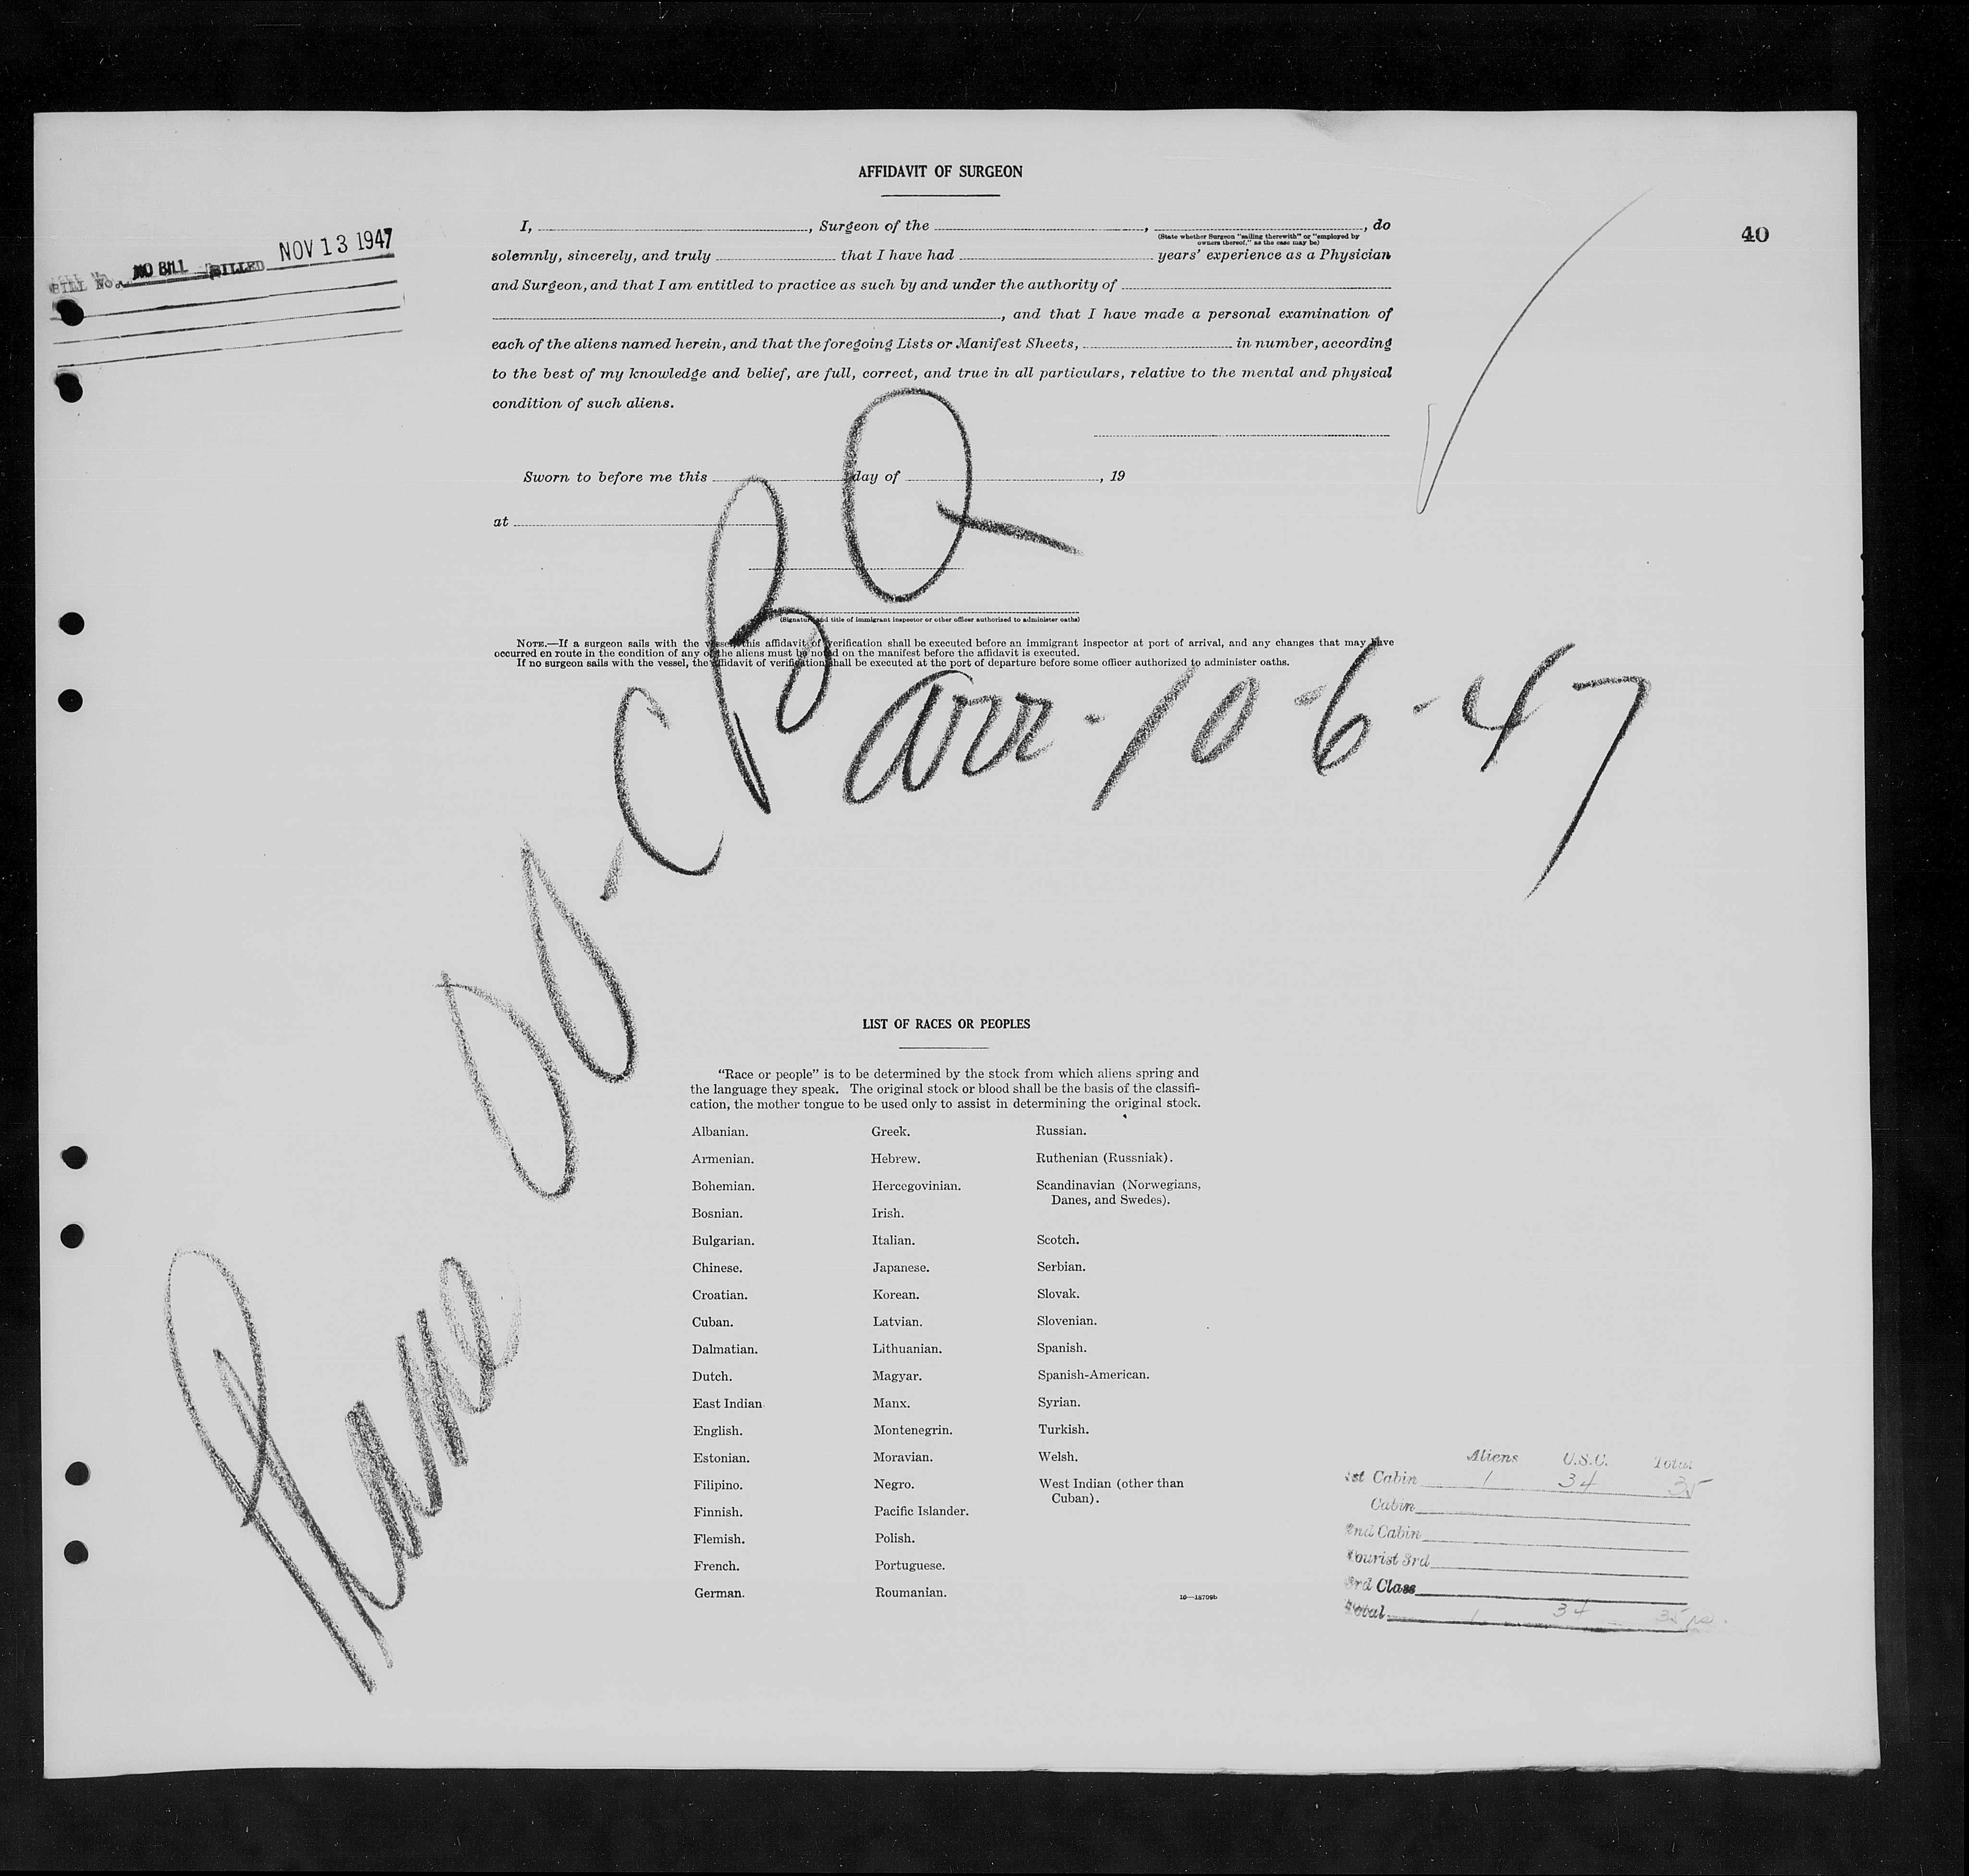 AFFIDAVIT OF SURGEON
40
I, , Surgeon of the , , do
(State whether Surgeon "sailing therewith" or "employed by
owners thereof," as the case may be)
solemnly, sincerely, and truly that I have had years' experience as a Physician
and Surgeon, and that I am entitled to practice as such by and under the authority of
, and that I have made a personal examination of
each of the aliens named herein, and that the foregoing Lists or Manifest Sheets, in number, according
to the best of my knowledge and belief, are full, correct, and true in all particulars, relative to the mental and physical
condition of such aliens.
BILL No. NO BILL BILLED NOV 13 1947
Sworn to before me this day of , 19
at
(Signature and title of immigrant inspector or other officer authorized to administer oaths)
NOTE.—If a surgeon sails with the vessel, this affidavit of verification shall be executed before an immigrant inspector at port of arrival, and any changes that may have
occurred en route in the condition of any of the aliens must be noted on the manifest before the affidavit is executed.
If no surgeon sails with the vessel, the affidavit of verification shall be executed at the port of departure before some officer authorized to administer oaths.
Plane
arr-10-6-47
LIST OF RACES OR PEOPLES
"Race or people" is to be determined by the stock from which aliens spring and
the language they speak. The original stock or blood shall be the basis of the classifi-
cation, the mother tongue to be used only to assist in determining the original stock.
Albanian.
Armenian.
Bohemian.
Bosnian.
Bulgarian.
Chinese.
Croatian.
Cuban.
Dalmatian.
Dutch.
East Indian
English.
Estonian.
Filipino.
Finnish.
Flemish.
French.
German.
Greek.
Hebrew.
Hercegovinian.
Irish.
Italian.
Japanese.
Korean.
Latvian.
Lithuanian.
Magyar.
Manx.
Montenegrin.
Moravian.
Negro.
Pacific Islander.
Polish.
Portuguese.
Roumanian.
Russian.
Ruthenian (Russniak).
Scandinavian (Norwegians,
Danes, and Swedes).
Scotch.
Serbian.
Slovak.
Slovenian.
Spanish.
Spanish-American.
Syrian.
Turkish.
Welsh.
West Indian (other than
Cuban).
16—18709b
Aliens U.S.C. Total
1st Cabin 1 34 35
Cabin
2nd Cabin
Tourist 3rd
3rd Class
Total 1 34 35